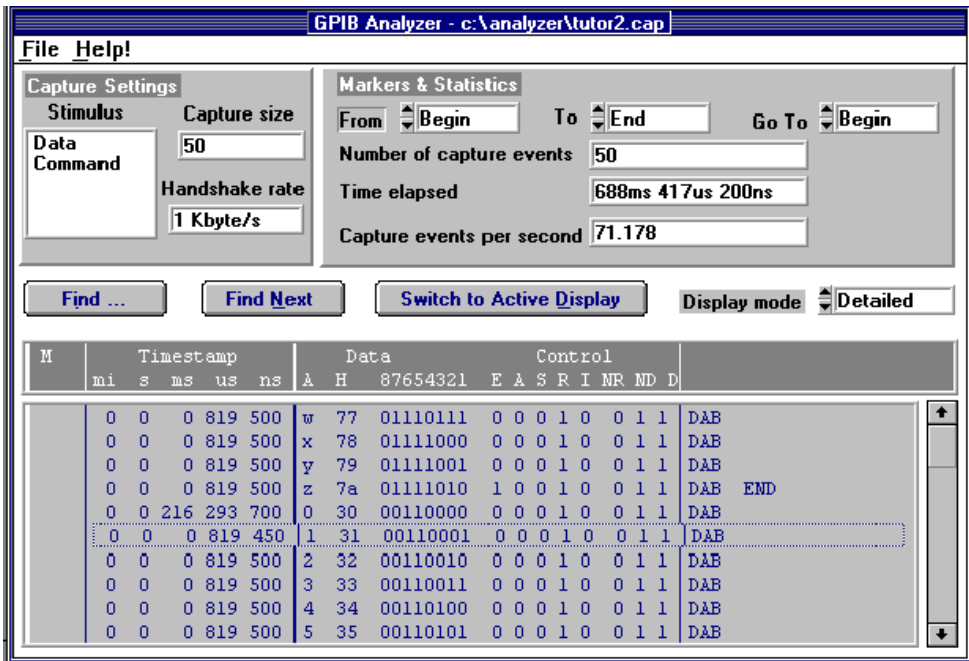 GPIB Analyzer - c:\analyzer\tutor2.cap
File Help!
Capture Settings
Stimulus
Data
Command
Capture size
50
Handshake rate
1 Kbyte/s
Markers & Statistics
From Begin To End Go To Begin
Number of capture events 50
Time elapsed 688ms 417us 200ns
Capture events per second 71.178
Find ... Find Next Switch to Active Display Display mode Detailed
M Timestamp Data Control
mi s ms us ns A H 87654321 E A S R I NR ND D
0 0 0 819 500 w 77 01110111 0 0 0 1 0 0 1 1 DAB
0 0 0 819 500 x 78 01111000 0 0 0 1 0 0 1 1 DAB
0 0 0 819 500 y 79 01111001 0 0 0 1 0 0 1 1 DAB
0 0 0 819 500 z 7a 01111010 1 0 0 1 0 0 1 1 DAB END
0 0 216 293 700 0 30 00110000 0 0 0 1 0 0 1 1 DAB
0 0 0 819 450 1 31 00110001 0 0 0 1 0 0 1 1 DAB
0 0 0 819 500 2 32 00110010 0 0 0 1 0 0 1 1 DAB
0 0 0 819 500 3 33 00110011 0 0 0 1 0 0 1 1 DAB
0 0 0 819 500 4 34 00110100 0 0 0 1 0 0 1 1 DAB
0 0 0 819 500 5 35 00110101 0 0 0 1 0 0 1 1 DAB